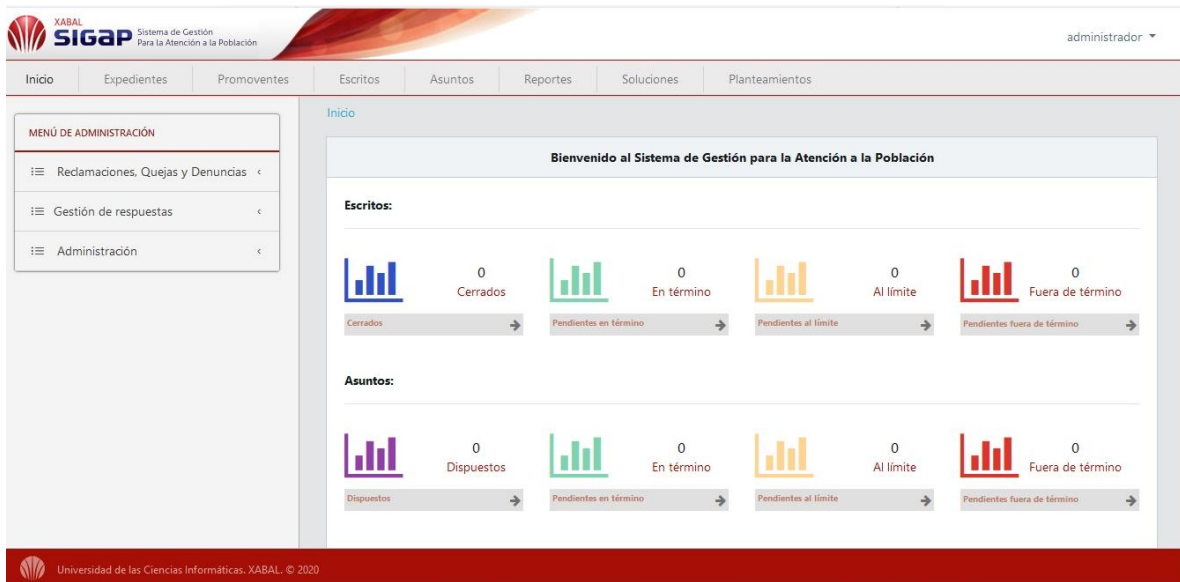 XABAL
SIGaP
Sistema de Gestión
Para la Atención a la Población
administrador
Inicio Expedientes Promoventes Escritos Asuntos Reportes Soluciones Planteamientos
MENÚ DE ADMINISTRACIÓN
Reclamaciones, Quejas y Denuncias
Gestión de respuestas
Administración
Inicio
Bienvenido al Sistema de Gestión para la Atención a la Población
Escritos:
0 0 0 0
Cerrados En término Al límite Fuera de término
Cerrados Pendientes en término Pendientes al límite Pendientes fuera de término
Asuntos:
0 0 0 0
Dispuestos En término Al límite Fuera de término
Dispuestos Pendientes en término Pendientes al límite Pendientes fuera de término
Universidad de las Ciencias Informáticas. XABAL. © 2020